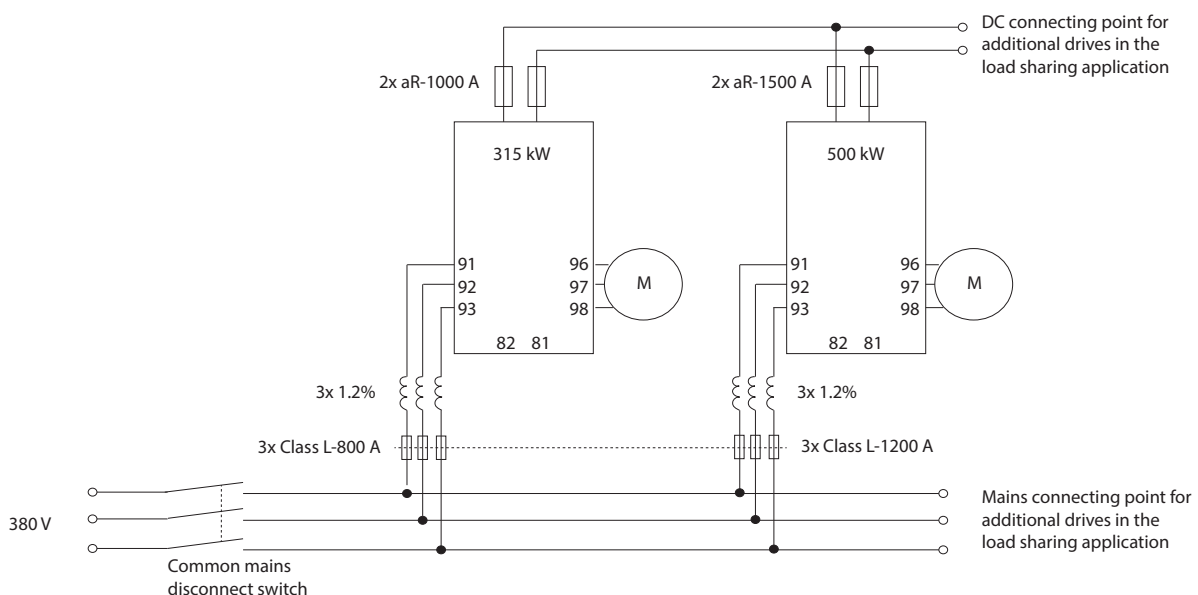 DC connecting point for
additional drives in the
load sharing application
2x aR-1000 A
2x aR-1500 A
315 kW
500 kW
91
92
93
96
97
98
M
91
92
93
96
97
98
M
82 81
82 81
3x 1.2%
3x 1.2%
3x Class L-800 A
3x Class L-1200 A
380 V
Mains connecting point for
additional drives in the
load sharing application
Common mains
disconnect switch